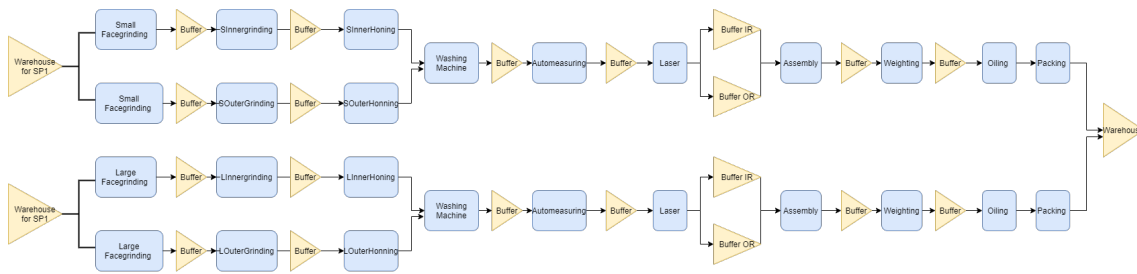 Small
Facegrinding
Buffer
SInnergrinding
Buffer
SInnerHoning
Warehouse
for SP1
Small
Facegrinding
Buffer
SOuterGrinding
Buffer
SOuterHonning
Washing
Machine
Buffer
Automeasuring
Buffer
Laser
Buffer IR
Buffer OR
Assembly
Buffer
Weighting
Buffer
Oiling
Packing
Warehouse
Large
Facegrinding
Buffer
LInnergrinding
Buffer
LInnerHoning
Warehouse
for SP1
Large
Facegrinding
Buffer
LOuterGrinding
Buffer
LOuterHonning
Washing
Machine
Buffer
Automeasuring
Buffer
Laser
Buffer IR
Buffer OR
Assembly
Buffer
Weighting
Buffer
Oiling
Packing